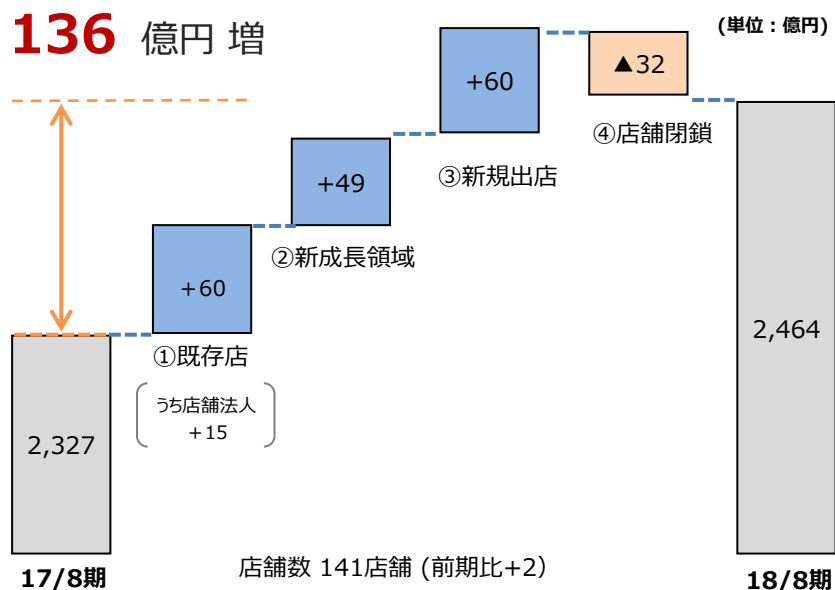 136 億円 増
(単位：億円)
+60
▲32
④店舗閉鎖
+49
③新規出店
②新成長領域
+60
①既存店
うち店舗法人
+15
2,327
2,464
店舗数 141店舗 (前期比+2）
17/8期
18/8期